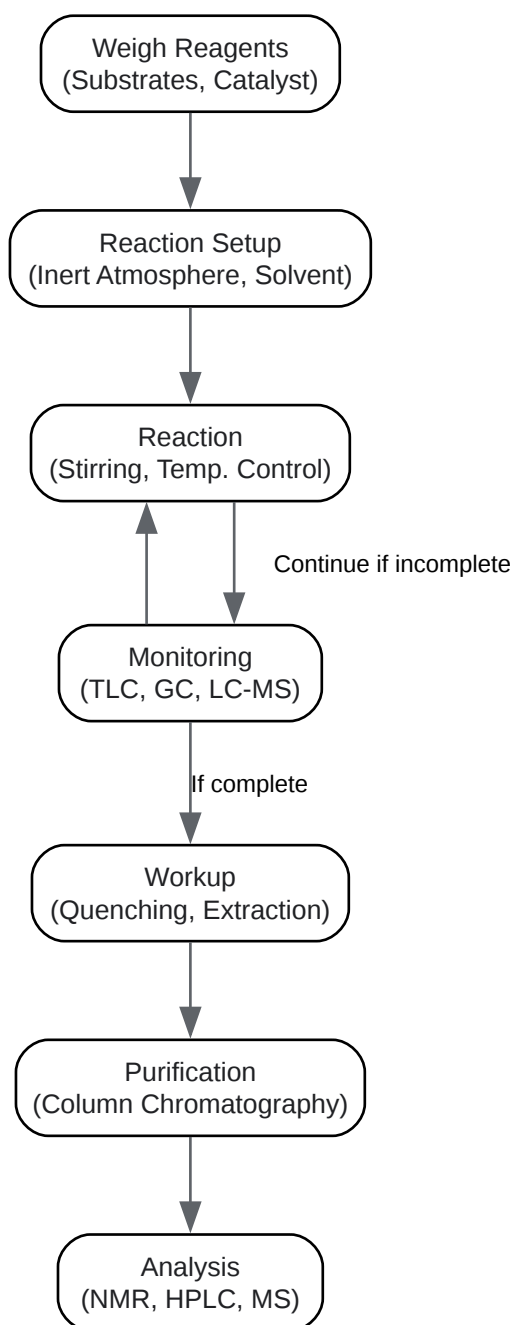 Weigh Reagents
(Substrates, Catalyst)
Reaction Setup
(Inert Atmosphere, Solvent)
Reaction
(Stirring, Temp. Control)
Continue if incomplete
Monitoring
(TLC, GC, LC-MS)
If complete
Workup
(Quenching, Extraction)
Purification
(Column Chromatography)
Analysis
(NMR, HPLC, MS)